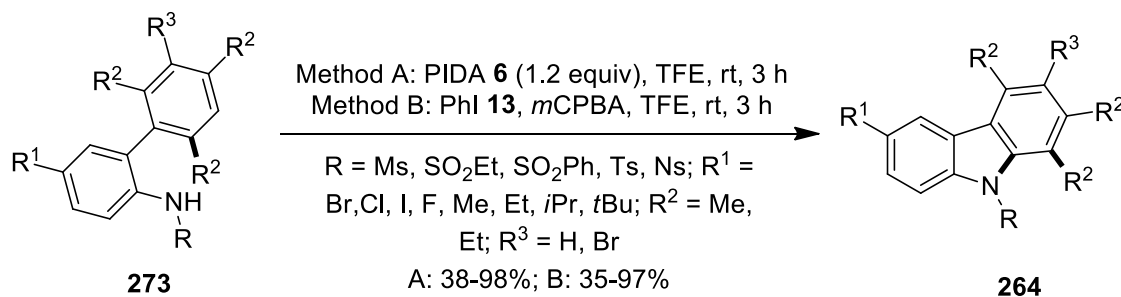 R³
R²
R²
R¹
R²
NH
R
273
Method A: PIDA 6 (1.2 equiv), TFE, rt, 3 h
Method B: PhI 13, mCPBA, TFE, rt, 3 h
R = Ms, SO₂Et, SO₂Ph, Ts, Ns; R¹ =
Br,Cl, I, F, Me, Et, iPr, tBu; R² = Me,
Et; R³ = H, Br
A: 38-98%; B: 35-97%
R²
R³
R¹
R²
R²
N
R
264